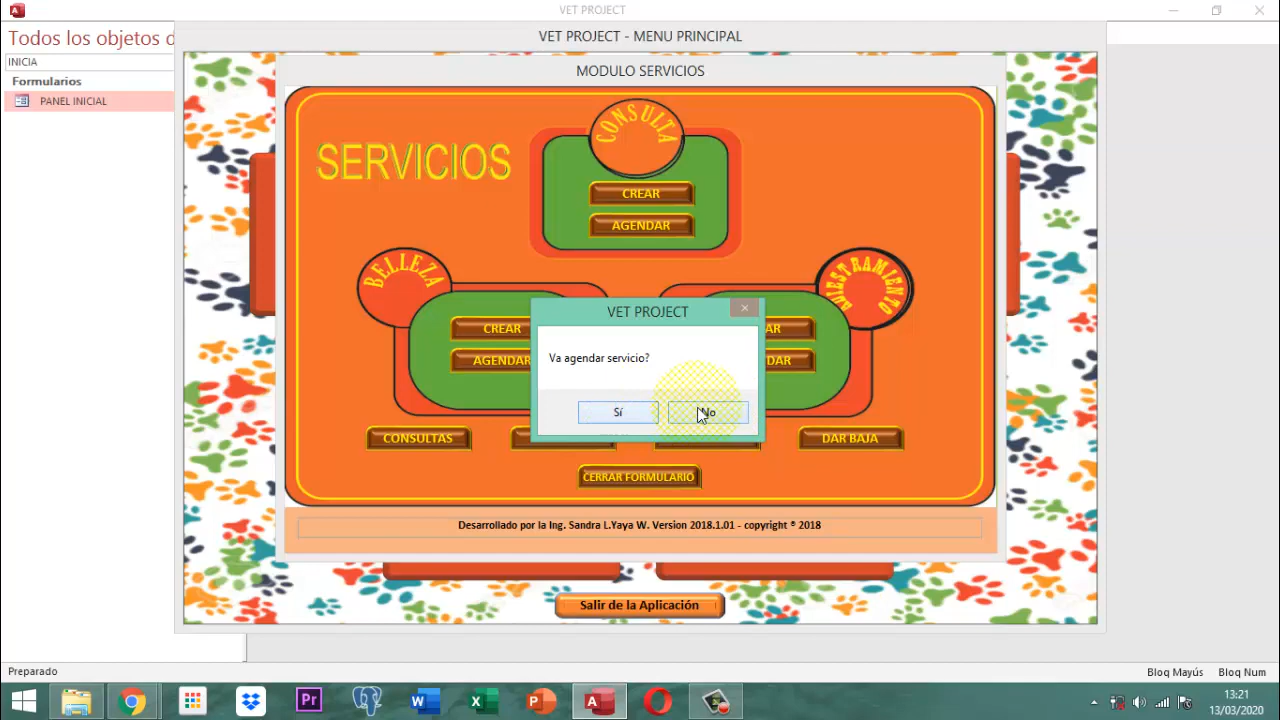 VET PROJECT
Todos los objetos d
INICIA
Formularios
PANEL INICIAL
VET PROJECT - MENU PRINCIPAL
MODULO SERVICIOS
SERVICIOS
CONSULTA
CREAR
AGENDAR
BELLEZA
CREAR
AGENDAR
AR
DAR
VET PROJECT
Va agendar servicio?
Sí
No
CONSULTAS
DAR BAJA
CERRAR FORMULARIO
Desarrollado por la Ing. Sandra L.Yaya W. Version 2018.1.01 - copyright ® 2018
Salir de la Aplicación
Preparado
Bloq Mayús
Bloq Num
Pr
13:21
13/03/2020